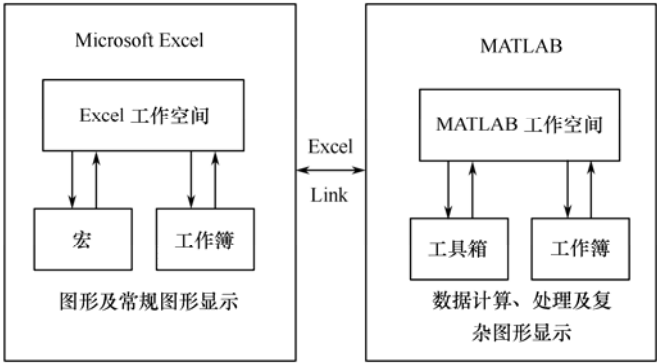 Microsoft Excel
Excel 工作空间
宏
工作簿
图形及常规图形显示
Excel
Link
MATLAB
MATLAB 工作空间
工具箱
工作簿
数据计算、处理及复
杂图形显示